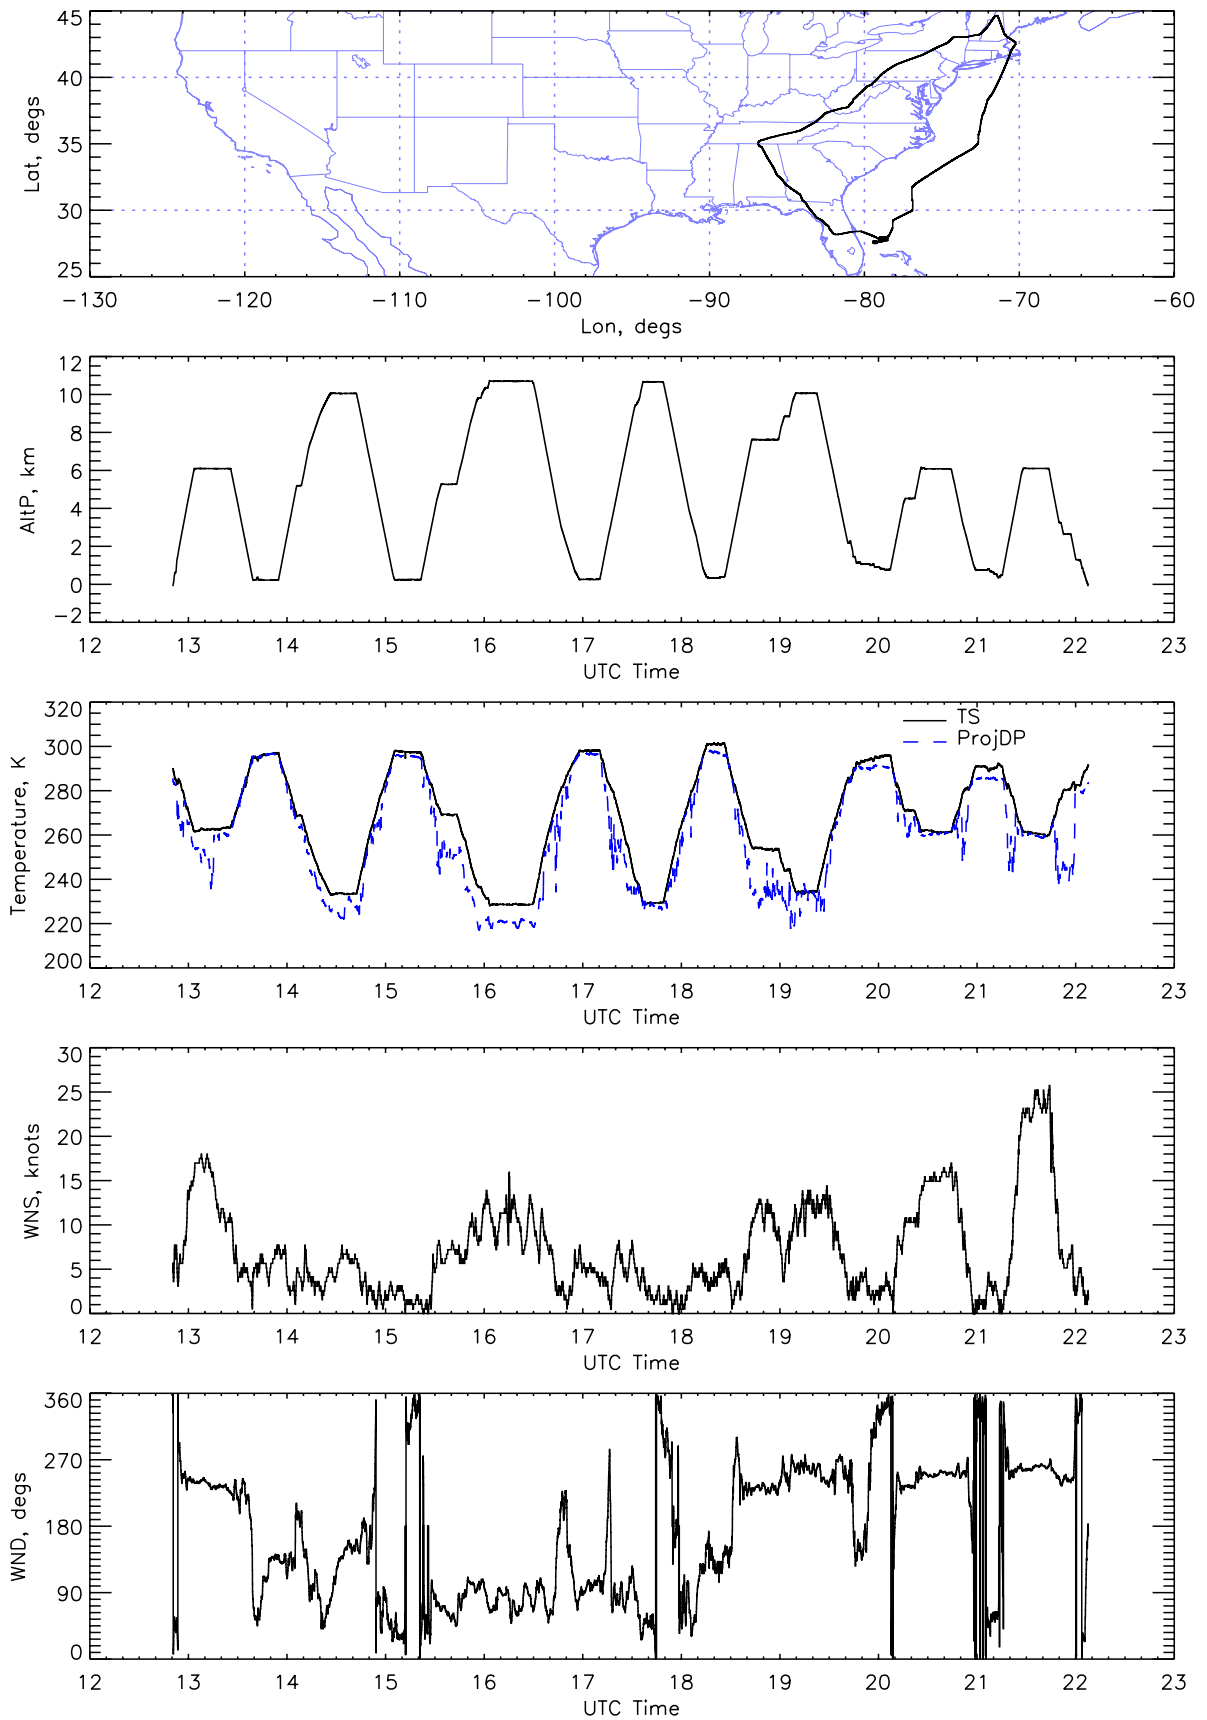 45
40
35
30
25
Lat, degs
−130 −120 −110 −100 −90 −80 −70 −60
Lon, degs
12
10
8
6
4
2
0
−2
AltP, km
12 13 14 15 16 17 18 19 20 21 22 23
UTC Time
320
300
280
260
240
220
200
Temperature, K
TS
ProjDP
12 13 14 15 16 17 18 19 20 21 22 23
UTC Time
30
25
20
15
10
5
0
WNS, knots
12 13 14 15 16 17 18 19 20 21 22 23
UTC Time
360
270
180
90
0
WND, degs
12 13 14 15 16 17 18 19 20 21 22 23
UTC Time